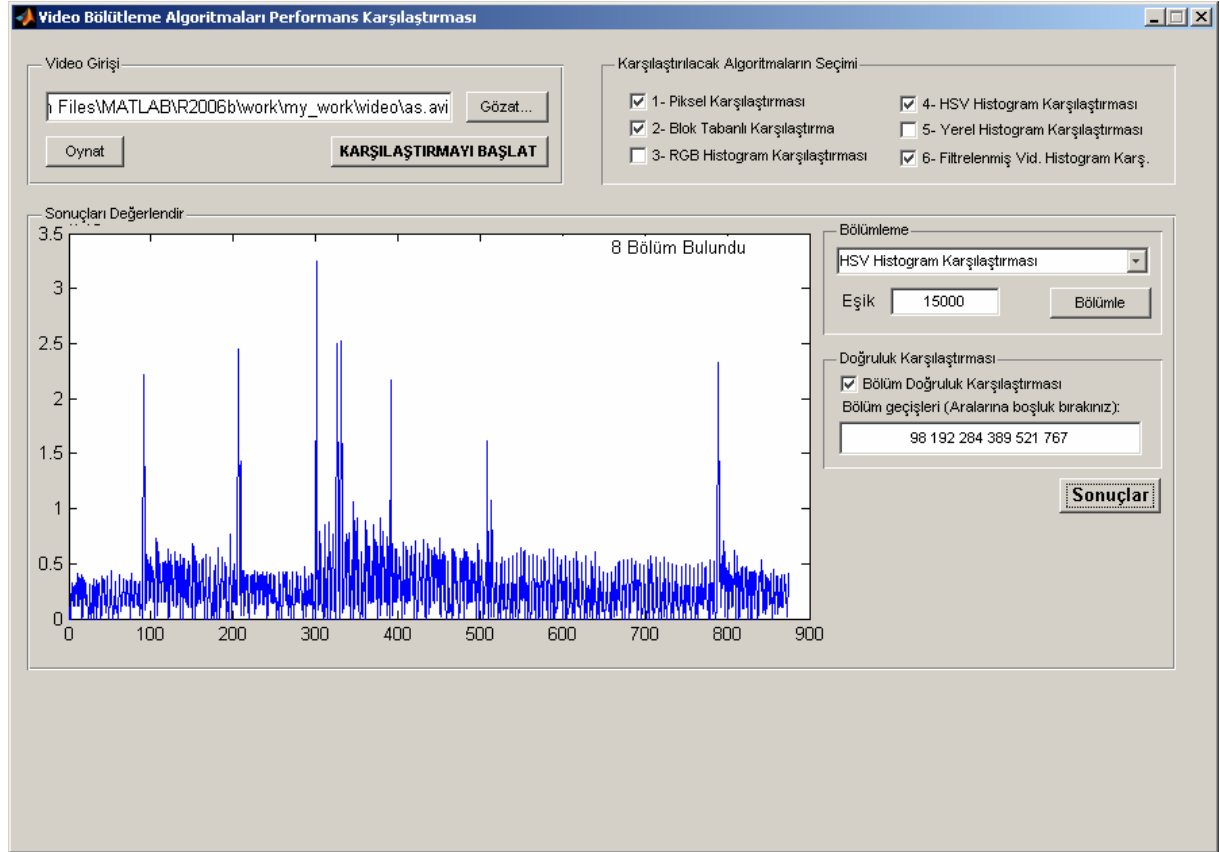 Video Bölütleme Algoritmaları Performans Karşılaştırması
Video Girişi
Files\MATLAB\R2006b\work\my_work\video\as.avi
Gözat...
Oynat
KARŞILAŞTIRMAYI BAŞLAT
Karşılaştırılacak Algoritmaların Seçimi
1- Piksel Karşılaştırması
2- Blok Tabanlı Karşılaştırma
3- RGB Histogram Karşılaştırması
4- HSV Histogram Karşılaştırması
5- Yerel Histogram Karşılaştırması
6- Filtrelenmiş Vid. Histogram Karş.
Sonuçları Değerlendir
8 Bölüm Bulundu
3.5
3
2.5
2
1.5
1
0.5
0
0 100 200 300 400 500 600 700 800 900
Bölümleme
HSV Histogram Karşılaştırması
Eşik 15000 Bölümle
Doğruluk Karşılaştırması
Bölüm Doğruluk Karşılaştırması
Bölüm geçişleri (Aralarına boşluk bırakınız):
98 192 284 389 521 767
Sonuçlar